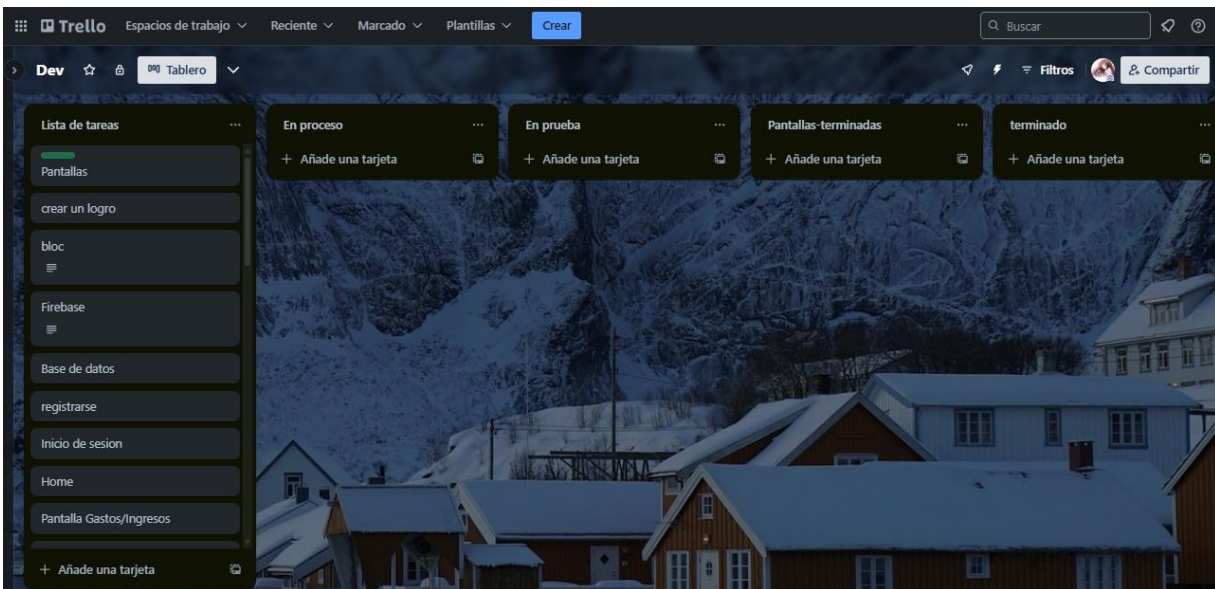 Trello Espacios de trabajo Reciente Marcado Plantillas Crear Buscar
Dev Tablero Filtros Compartir
Lista de tareas
Pantallas
crear un logro
bloc
Firebase
Base de datos
registrarse
Inicio de sesion
Home
Pantalla Gastos/Ingresos
+ Añade una tarjeta
En proceso
+ Añade una tarjeta
En prueba
+ Añade una tarjeta
Pantallas-terminadas
+ Añade una tarjeta
terminado
+ Añade una tarjeta